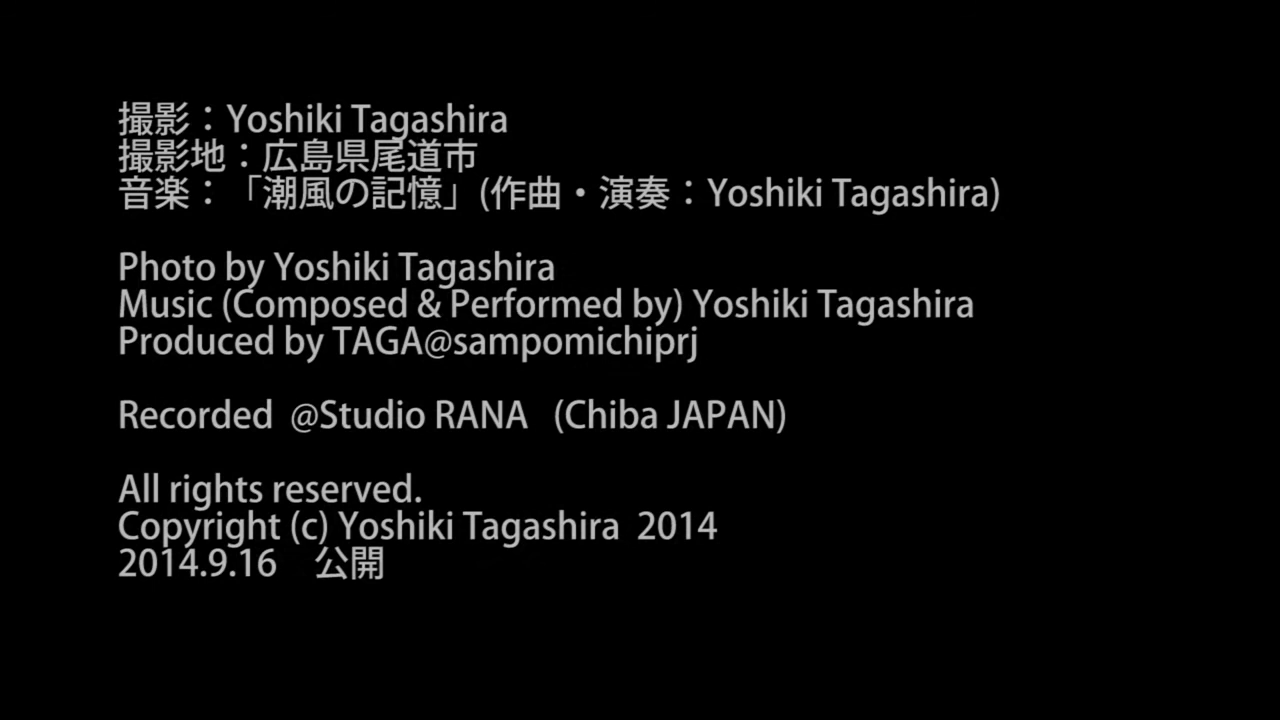 撮影：Yoshiki Tagashira
撮影地：広島県尾道市
音楽：「潮風の記憶」(作曲・演奏：Yoshiki Tagashira)
Photo by Yoshiki Tagashira
Music (Composed & Performed by) Yoshiki Tagashira
Produced by TAGA@sampomichiprj
Recorded @Studio RANA (Chiba JAPAN)
All rights reserved.
Copyright (c) Yoshiki Tagashira 2014
2014.9.16 公開